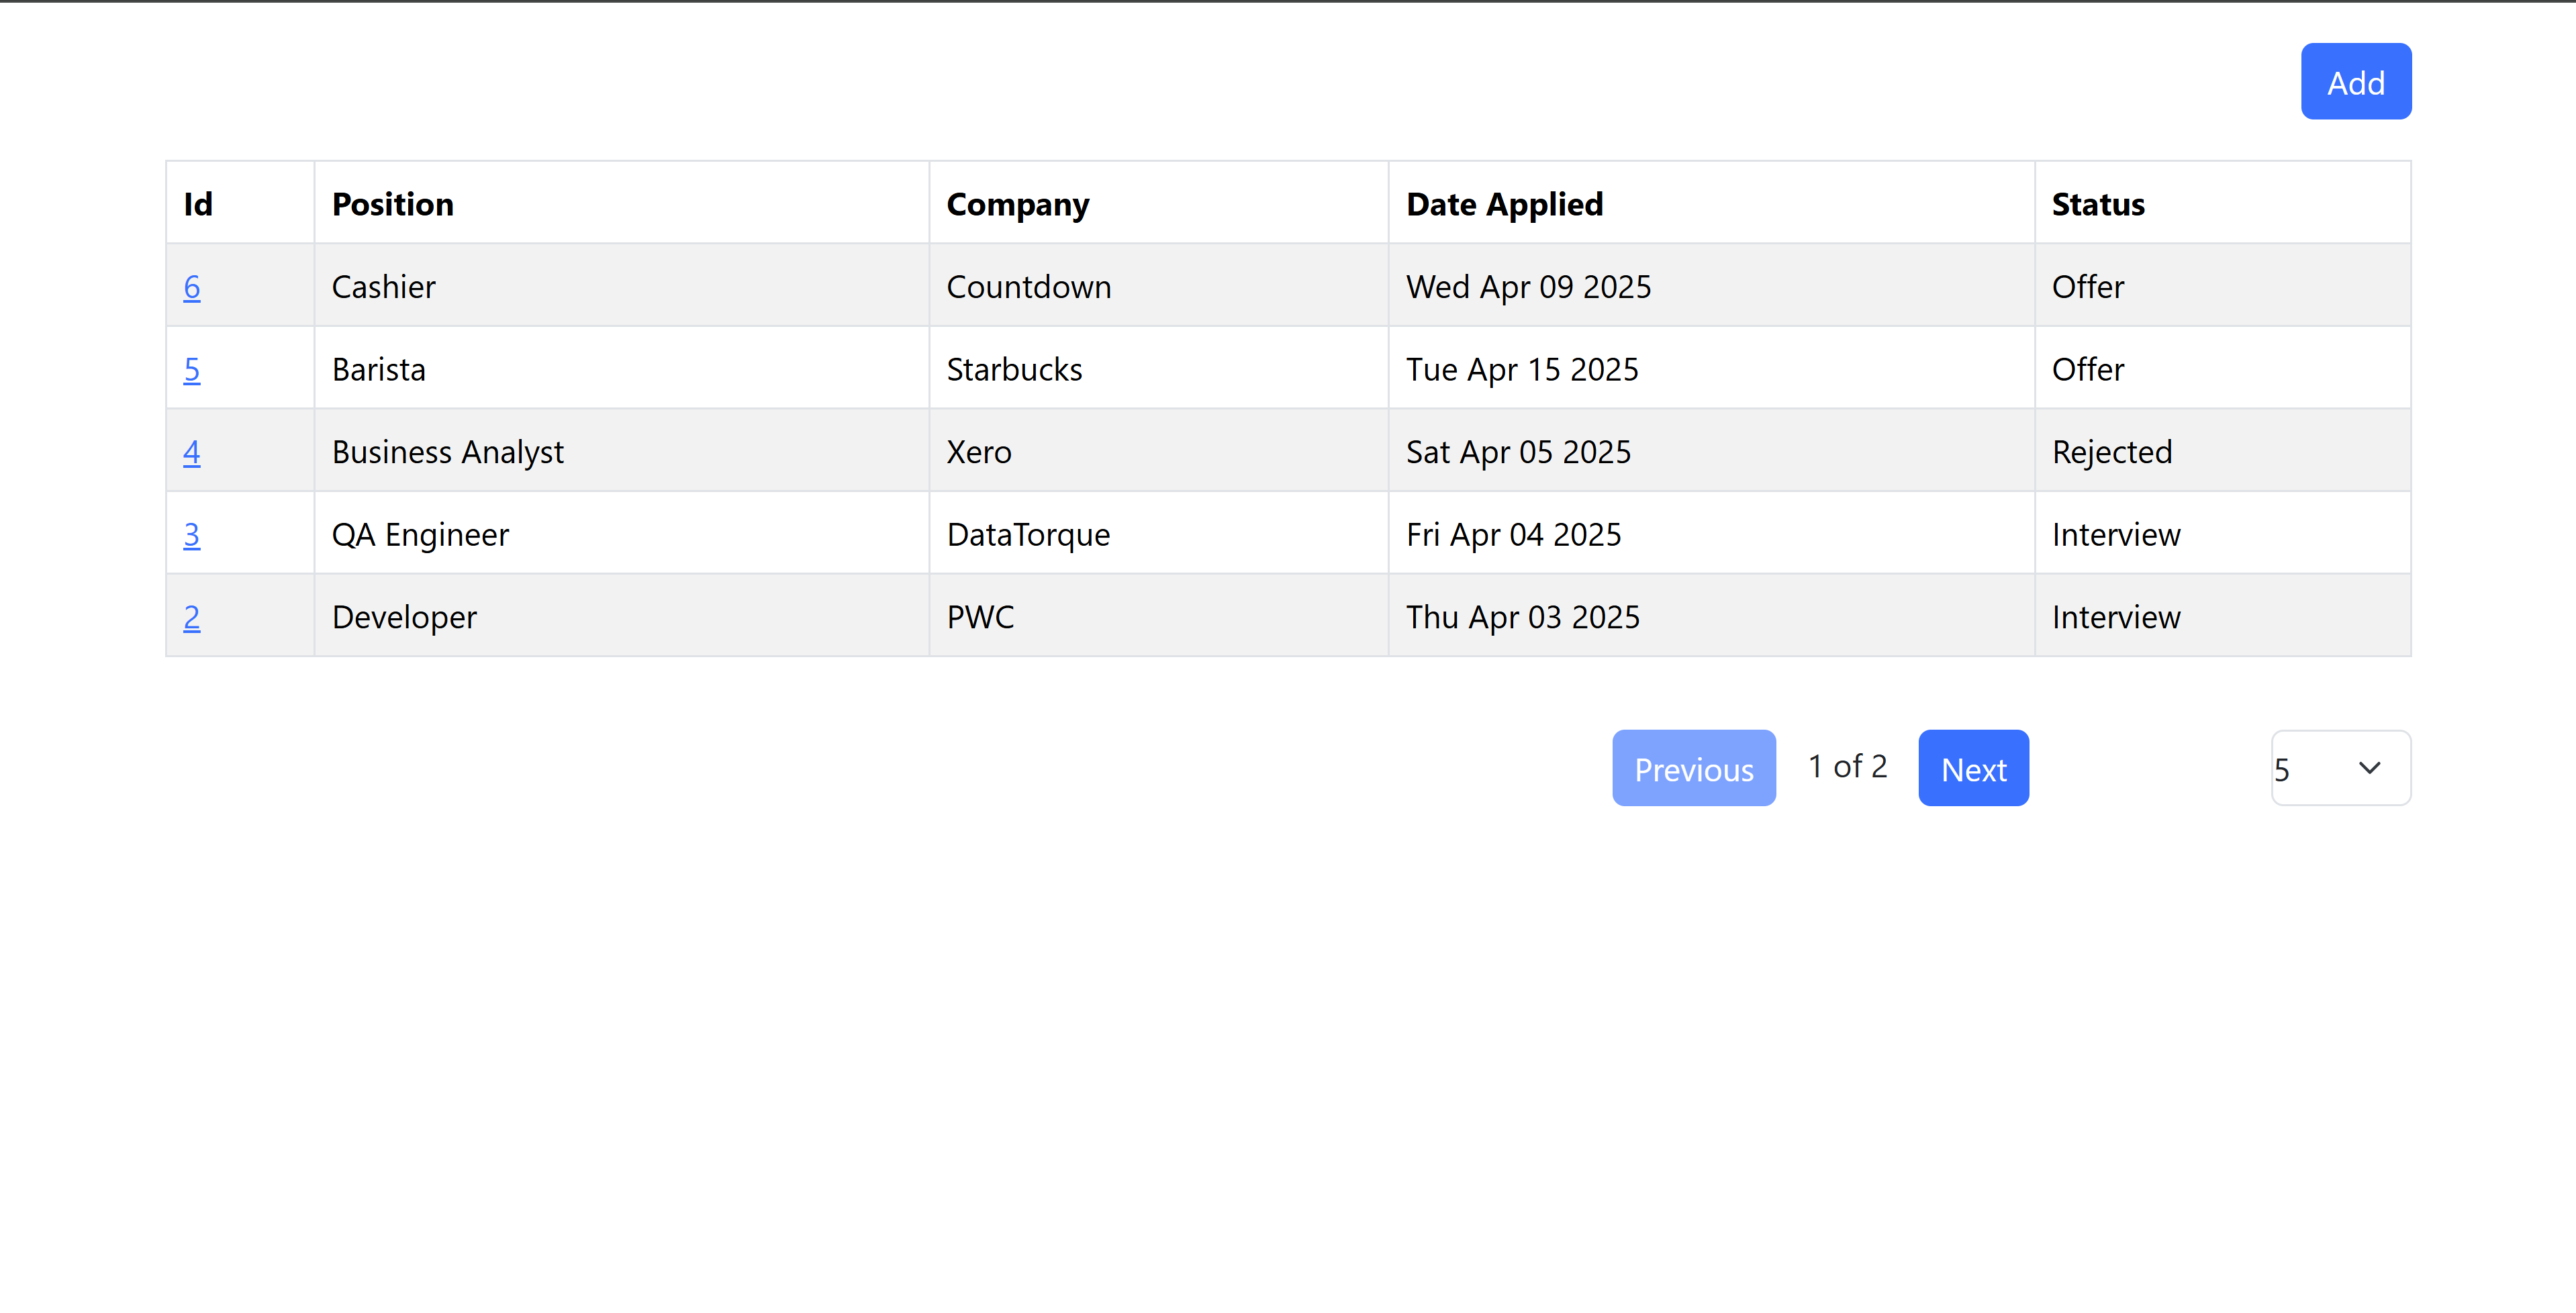 Add
Id Position Company Date Applied Status
6 Cashier Countdown Wed Apr 09 2025 Offer
5 Barista Starbucks Tue Apr 15 2025 Offer
4 Business Analyst Xero Sat Apr 05 2025 Rejected
3 QA Engineer DataTorque Fri Apr 04 2025 Interview
2 Developer PWC Thu Apr 03 2025 Interview
Previous 1 of 2 Next 5